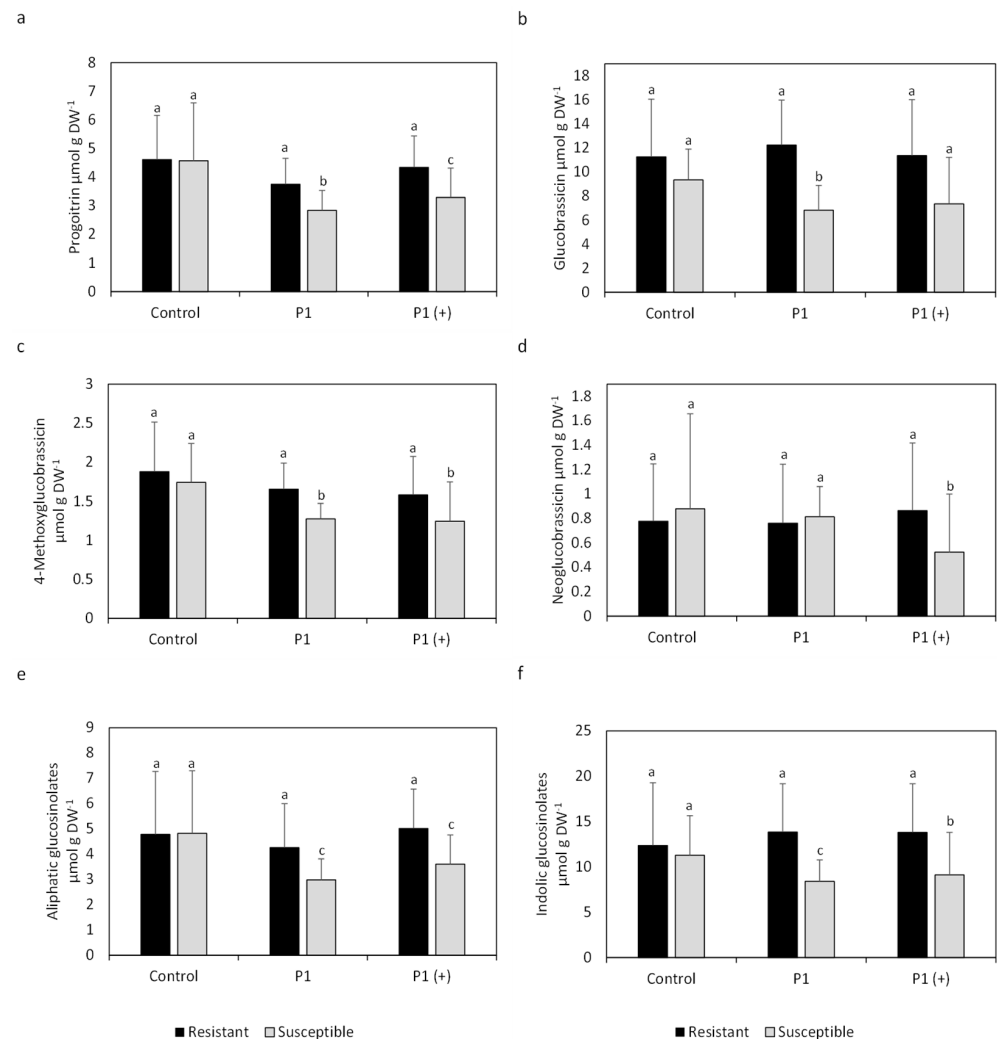 a
Progoitrin μmol g DW⁻¹
8
7
6
5
4
3
2
1
0
a a
a b
a c
Control P1 P1 (+)
b
Glucobrassicin μmol g DW⁻¹
18
16
14
12
10
8
6
4
2
0
a a
a b
a a
Control P1 P1 (+)
c
4-Methoxyglucobrassicin
μmol g DW⁻¹
3
2.5
2
1.5
1
0.5
0
a a
a b
a b
Control P1 P1 (+)
d
Neoglucobrassicin μmol g DW⁻¹
1.8
1.6
1.4
1.2
1
0.8
0.6
0.4
0.2
0
a a
a a
a b
Control P1 P1 (+)
e
Aliphatic glucosinolates
μmol g DW⁻¹
9
8
7
6
5
4
3
2
1
0
a a
a c
a c
Control P1 P1 (+)
f
Indolic glucosinolates
μmol g DW⁻¹
25
20
15
10
5
0
a a
a c
a b
Control P1 P1 (+)
Resistant Susceptible
Resistant Susceptible